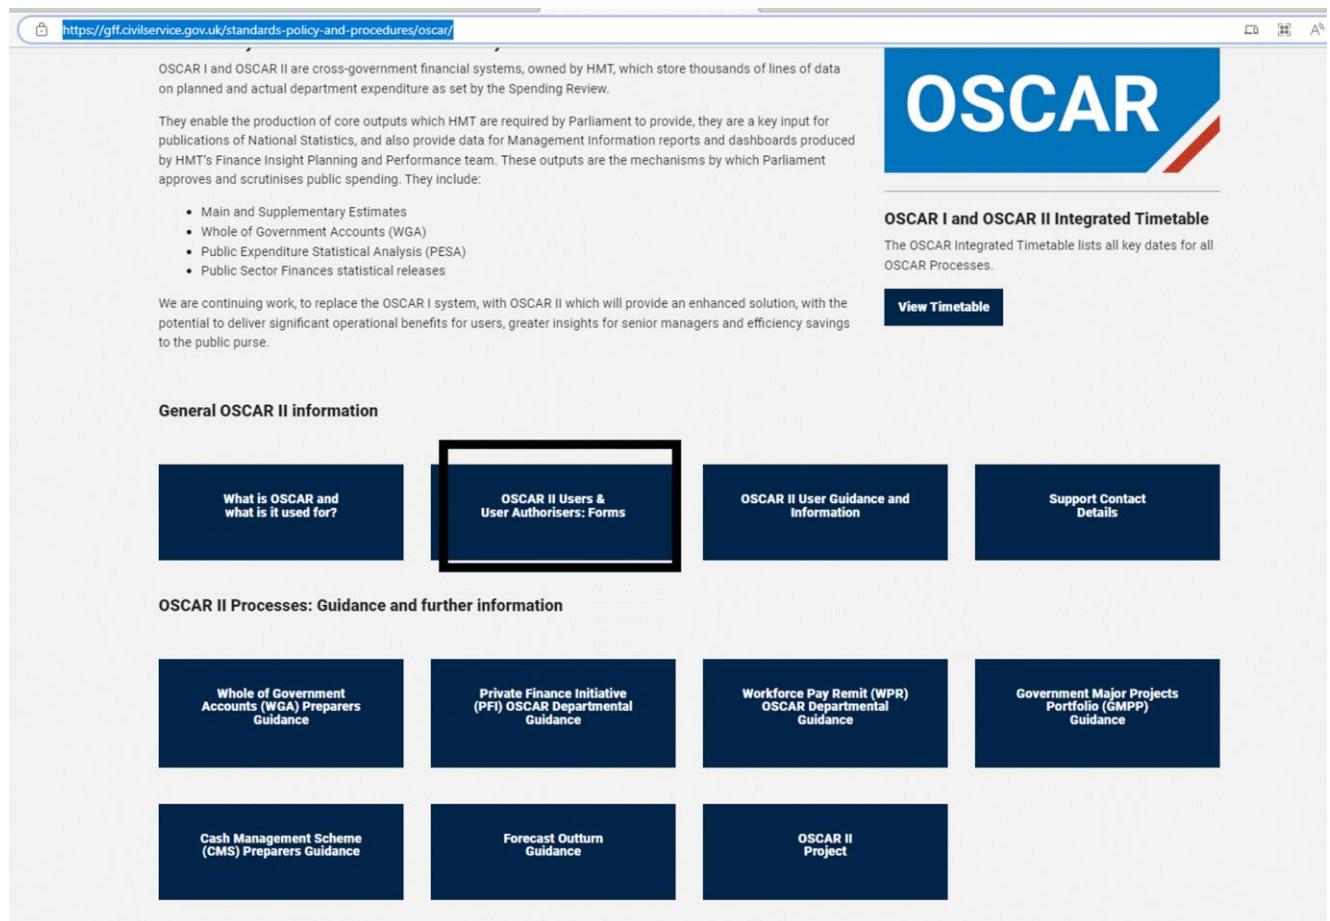 https://gff.civilservice.gov.uk/standards-policy-and-procedures/oscar/
OSCAR I and OSCAR II are cross-government financial systems, owned by HMT, which store thousands of lines of data
on planned and actual department expenditure as set by the Spending Review.
They enable the production of core outputs which HMT are required by Parliament to provide, they are a key input for
publications of National Statistics, and also provide data for Management Information reports and dashboards produced
by HMT's Finance Insight Planning and Performance team. These outputs are the mechanisms by which Parliament
approves and scrutinises public spending. They include:
• Main and Supplementary Estimates
• Whole of Government Accounts (WGA)
• Public Expenditure Statistical Analysis (PESA)
• Public Sector Finances statistical releases
We are continuing work, to replace the OSCAR I system, with OSCAR II which will provide an enhanced solution, with the
potential to deliver significant operational benefits for users, greater insights for senior managers and efficiency savings
to the public purse.
OSCAR
OSCAR I and OSCAR II Integrated Timetable
The OSCAR Integrated Timetable lists all key dates for all
OSCAR Processes.
View Timetable
General OSCAR II information
What is OSCAR and
what is it used for?
OSCAR II Users &
User Authorisers: Forms
OSCAR II User Guidance and
Information
Support Contact
Details
OSCAR II Processes: Guidance and further information
Whole of Government
Accounts (WGA) Preparers
Guidance
Private Finance Initiative
(PFI) OSCAR Departmental
Guidance
Workforce Pay Remit (WPR)
OSCAR Departmental
Guidance
Government Major Projects
Portfolio (GMPP)
Guidance
Cash Management Scheme
(CMS) Preparers Guidance
Forecast Outturn
Guidance
OSCAR II
Project